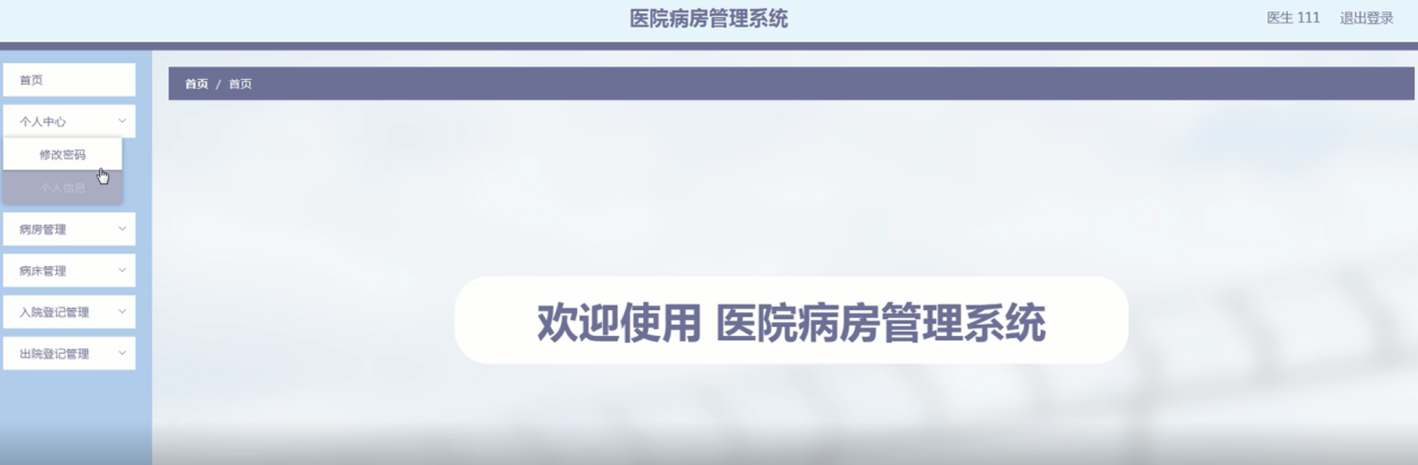 医院病房管理系统
医生 111 退出登录
首页
首页 / 首页
个人中心
修改密码
个人信息
病房管理
病床管理
入院登记管理
出院登记管理
欢迎使用 医院病房管理系统